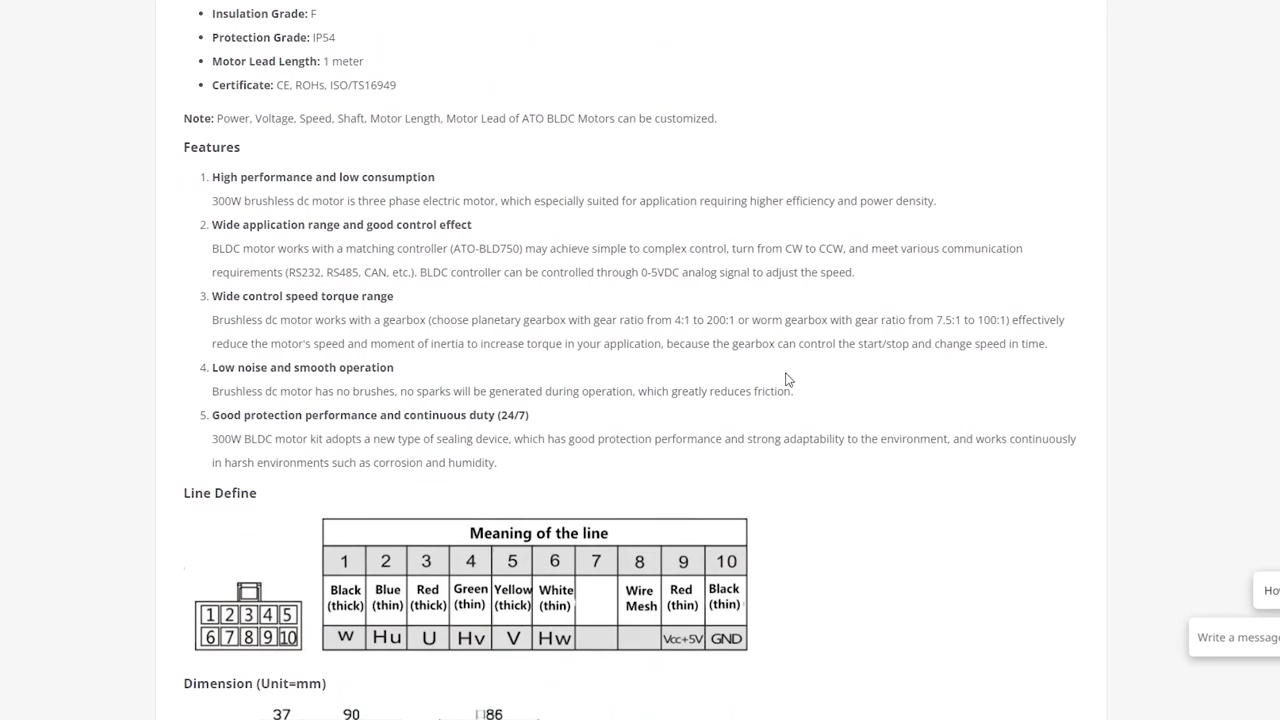 Insulation Grade: F
Protection Grade: IP54
Motor Lead Length: 1 meter
Certificate: CE, ROHs, ISO/TS16949
Note: Power, Voltage, Speed, Shaft, Motor Length, Motor Lead of ATO BLDC Motors can be customized.
Features
1. High performance and low consumption
300W brushless dc motor is three phase electric motor, which especially suited for application requiring higher efficiency and power density.
2. Wide application range and good control effect
BLDC motor works with a matching controller (ATO-BLD750) may achieve simple to complex control, turn from CW to CCW, and meet various communication
requirements (RS232, RS485, CAN, etc.). BLDC controller can be controlled through 0-5VDC analog signal to adjust the speed.
3. Wide control speed torque range
Brushless dc motor works with a gearbox (choose planetary gearbox with gear ratio from 4:1 to 200:1 or worm gearbox with gear ratio from 7.5:1 to 100:1) effectively
reduce the motor's speed and moment of inertia to increase torque in your application, because the gearbox can control the start/stop and change speed in time.
4. Low noise and smooth operation
Brushless dc motor has no brushes, no sparks will be generated during operation, which greatly reduces friction.
5. Good protection performance and continuous duty (24/7)
300W BLDC motor kit adopts a new type of sealing device, which has good protection performance and strong adaptability to the environment, and works continuously
in harsh environments such as corrosion and humidity.
Line Define
Meaning of the line
1 2 3 4 5 6 7 8 9 10
Black Blue Red Green Yellow White Wire Red Black
(thick) (thin) (thick) (thin) (thick) (thin) Mesh (thin) (thin)
W Hu U Hv V Hw Vcc+5V GND
1 2 3 4 5
6 7 8 9 10
Ho
Write a message
Dimension (Unit=mm)
37 90 □86